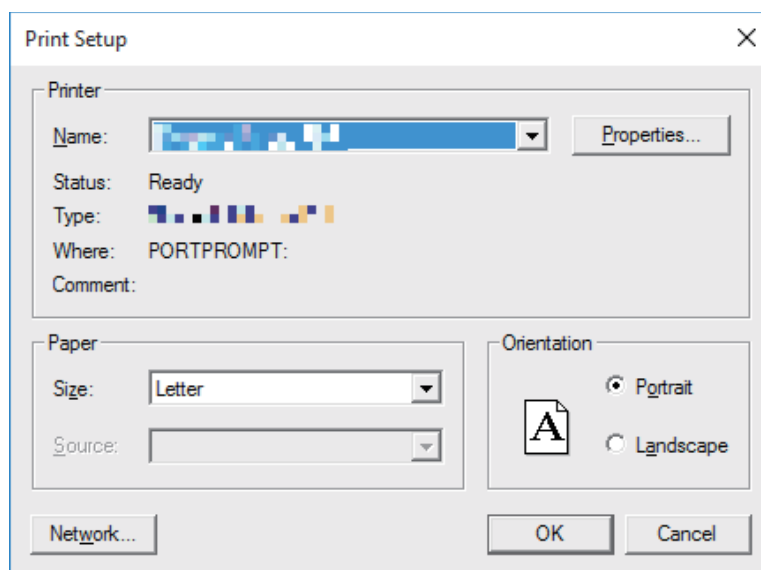 Print Setup
Printer
Name:
Properties...
Status: Ready
Type:
Where: PORTPROMPT:
Comment:
Paper
Size: Letter
Source:
Orientation
A
Portrait
Landscape
Network...
OK
Cancel